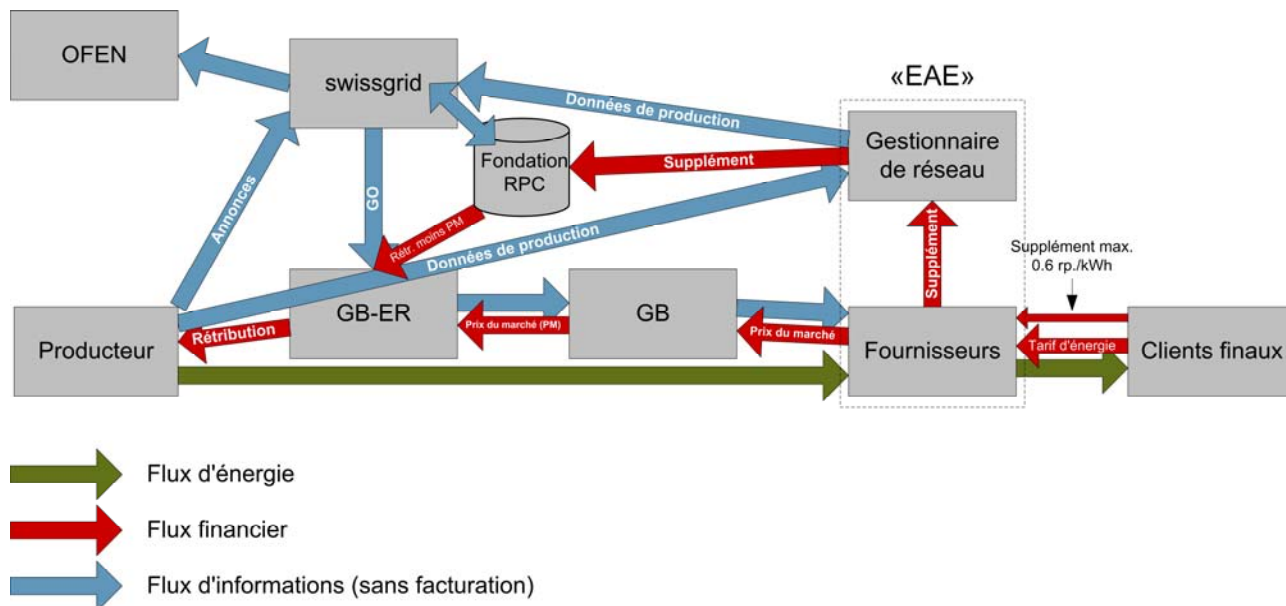 OFEN
swissgrid
«EAE»
Données de production
Gestionnaire
de réseau
Fondation
RPC
Supplément
Annonces
GO
Rétr. moins PM
Données de production
Supplément
Supplément max.
0.6 rp./kWh
Producteur
Rétribution
GB-ER
Prix du marché (PM)
GB
Prix du marché
Fournisseurs
Tarif d'énergie
Clients finaux
Flux d'énergie
Flux financier
Flux d'informations (sans facturation)